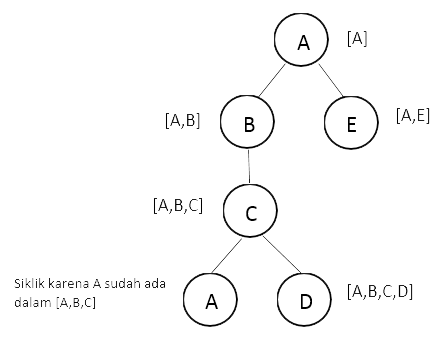 A [A]
[A,B] B E [A,E]
[A,B,C] C
Siklik karena A sudah ada
dalam [A,B,C]
A D [A,B,C,D]